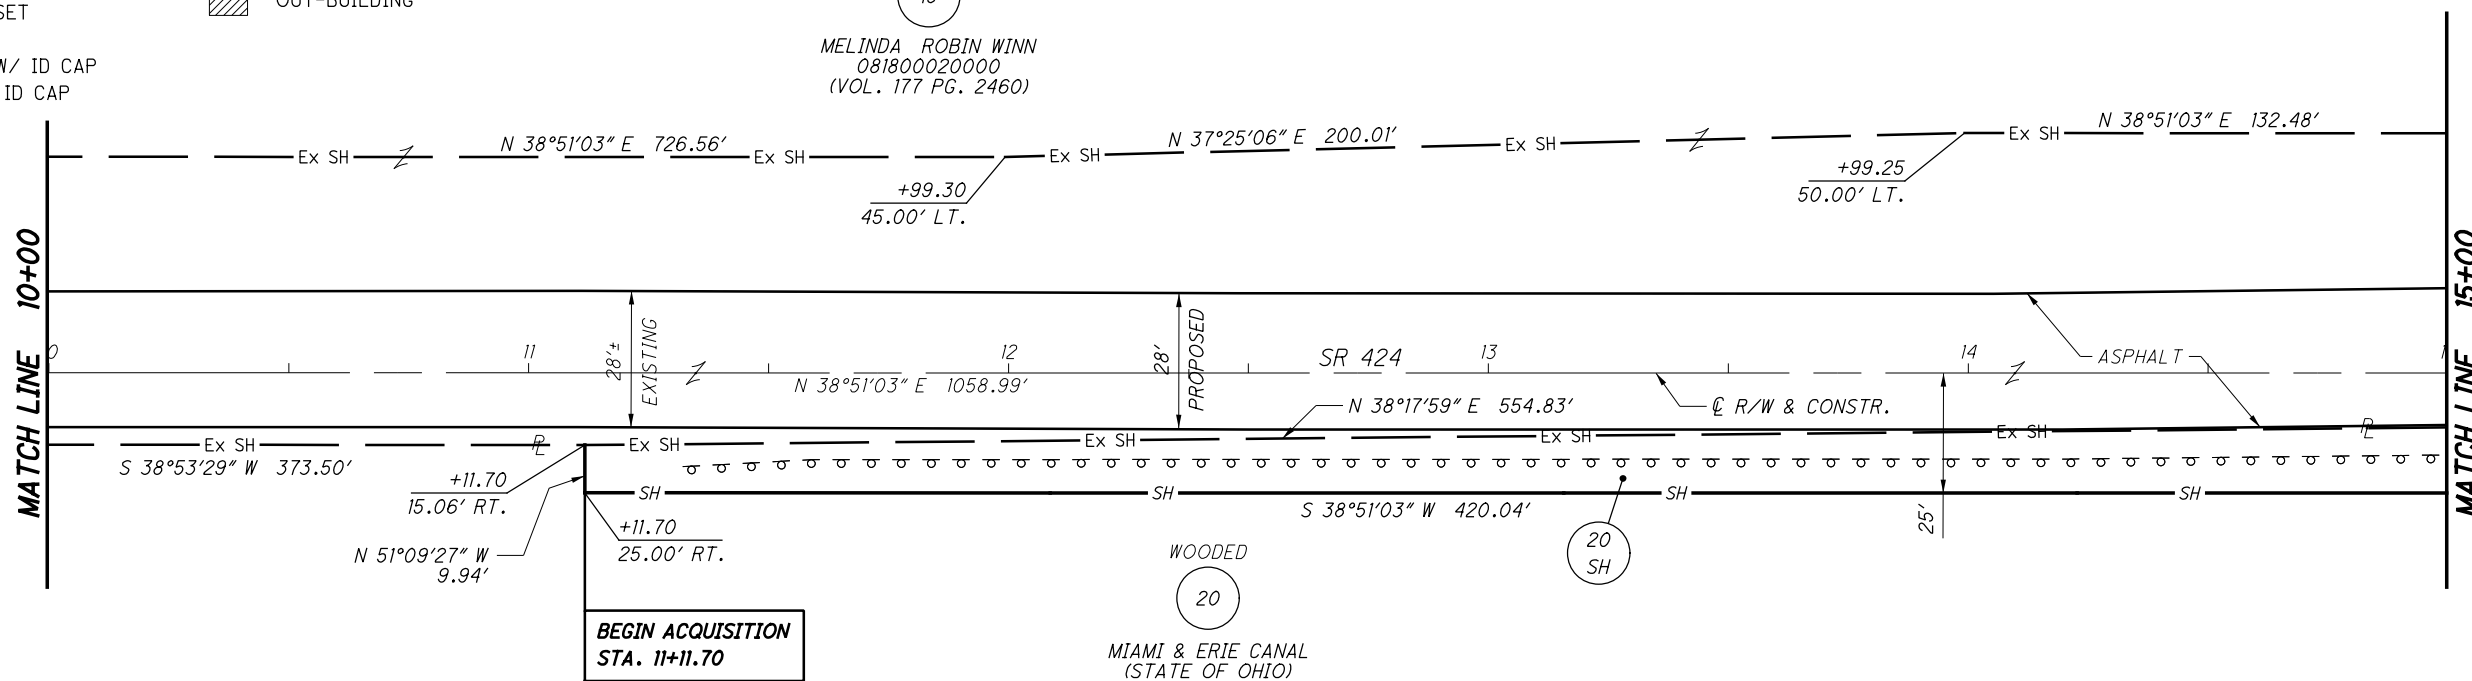 SET
OUT-BUILDING
W/ ID CAP
ID CAP
MELINDA ROBIN WINN
081800020000
(VOL. 177 PG. 2460)
N 38°51'03" E 726.56'
N 37°25'06" E 200.01'
N 38°51'03" E 132.48'
Ex SH
Ex SH
Ex SH
Ex SH
Ex SH
+99.30
45.00' LT.
+99.25
50.00' LT.
MATCH LINE 10+00
MATCH LINE 15+00
11
12
13
14
SR 424
28'±
EXISTING
28'
PROPOSED
N 38°51'03" E 1058.99'
ASPHALT
N 38°17'59" E 554.83'
℄ R/W & CONSTR.
Ex SH
Ex SH
Ex SH
Ex SH
Ex SH
PL
PL
S 38°53'29" W 373.50'
+11.70
15.06' RT.
SH
SH
SH
SH
S 38°51'03" W 420.04'
25'
+11.70
25.00' RT.
N 51°09'27" W
9.94'
20
SH
WOODED
20
BEGIN ACQUISITION
STA. 11+11.70
MIAMI & ERIE CANAL
(STATE OF OHIO)